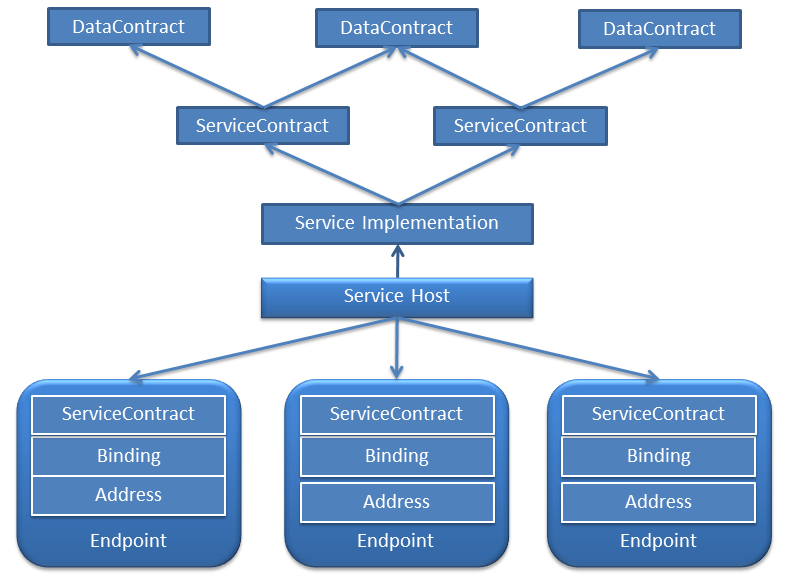 DataContract
DataContract
DataContract
ServiceContract
ServiceContract
Service Implementation
Service Host
ServiceContract
Binding
Address
Endpoint
ServiceContract
Binding
Address
Endpoint
ServiceContract
Binding
Address
Endpoint